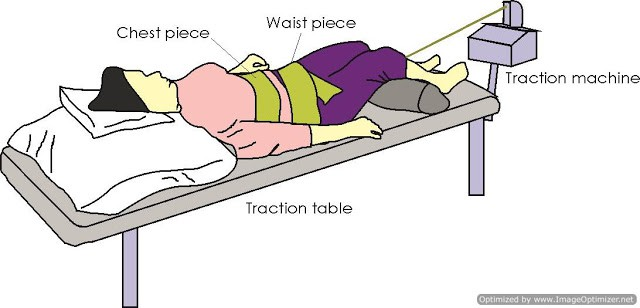 Waist piece
Chest piece
Traction machine
Traction table
Optimized by www.ImageOptimizer.net